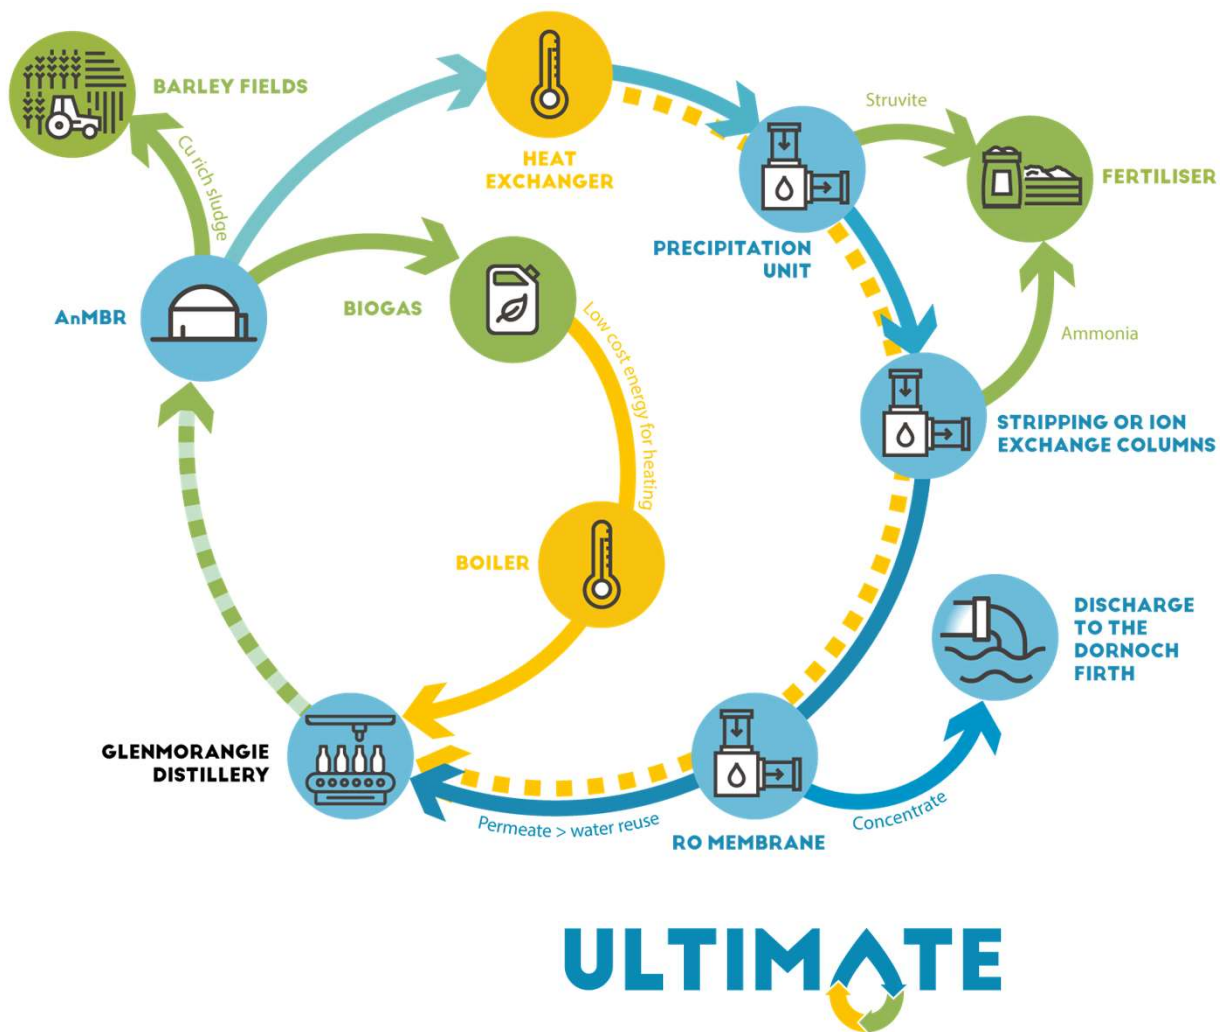 BARLEY FIELDS
Cu rich sludge
HEAT
EXCHANGER
Struvite
FERTILISER
PRECIPITATION
UNIT
AnMBR
BIOGAS
Low cost energy for heating
Ammonia
STRIPPING OR ION
EXCHANGE COLUMNS
BOILER
DISCHARGE
TO THE
DORNOCH
FIRTH
GLENMORANGIE
DISTILLERY
Permeate > water reuse
RO MEMBRANE
Concentrate
ULTIMATE